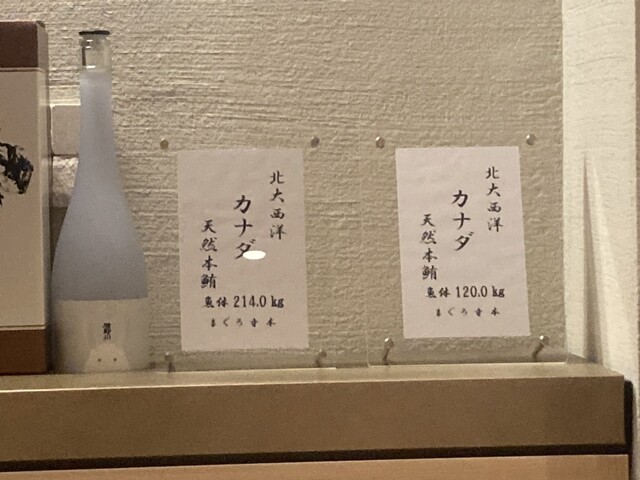 北大西洋
カナダ
天然本鮪
魚体 214.0 kg
まぐろ寺本
北大西洋
カナダ
天然本鮪
魚体 120.0 kg
まぐろ寺本